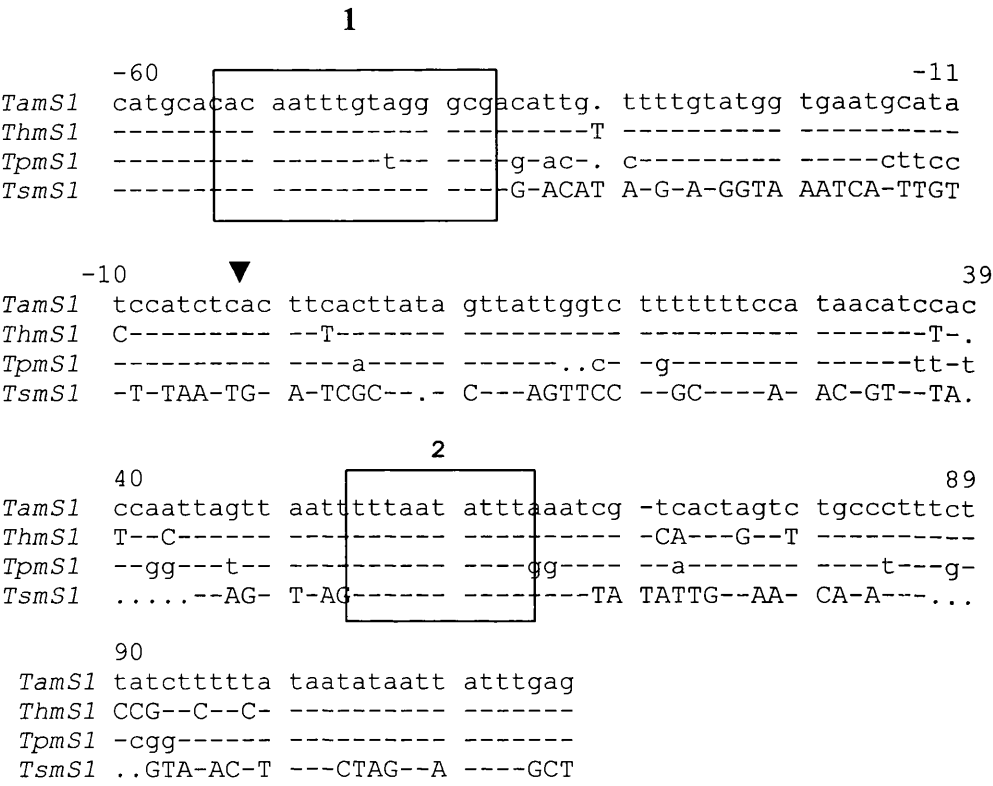 1
-60 -11
TamS1 catgcacac aatttgtaggg gcgacattg. ttttgtatgg tgaatgcata
ThmS1 --------- ---------- --------T ---------- ----------
TpmS1 --------- -------t-- ---g-ac-. c--------- -----cttcc
TsmS1 --------- ---------- ---G-ACAT A-G-A-GGTA AATCA-TTGT
-10 ▼ 39
TamS1 tccatctcac ttcacttata gttattggtc tttttttcca taacatccac
ThmS1 C--------- --T------- ---------- ---------- -------T-.
TpmS1 ---------- ----a----- ------..c- --g------- ------tt-t
TsmS1 -T-TAA-TG- A-TCGC--.- C---AGTTCC --GC----A- AC-GT--TA.
2
40 89
TamS1 ccaattagtt aatttttaat atttaaatcg -tcactagtc tgccctttct
ThmS1 T--C------ ---------- ---------- --CA---G--T ----------
TpmS1 --gg---t-- ---------- ----gg---- ---a------ -----t---g-
TsmS1 .....--AG- T-AG------ --------TA TATTG--AA- CA-A---...
90
TamS1 tatcttttta taatataatt atttgag
ThmS1 CCG--C--C- ---------- -------
TpmS1 -cgg------ ---------- -------
TsmS1 ..GTA-AC-T ---CTAG--A ----GCT